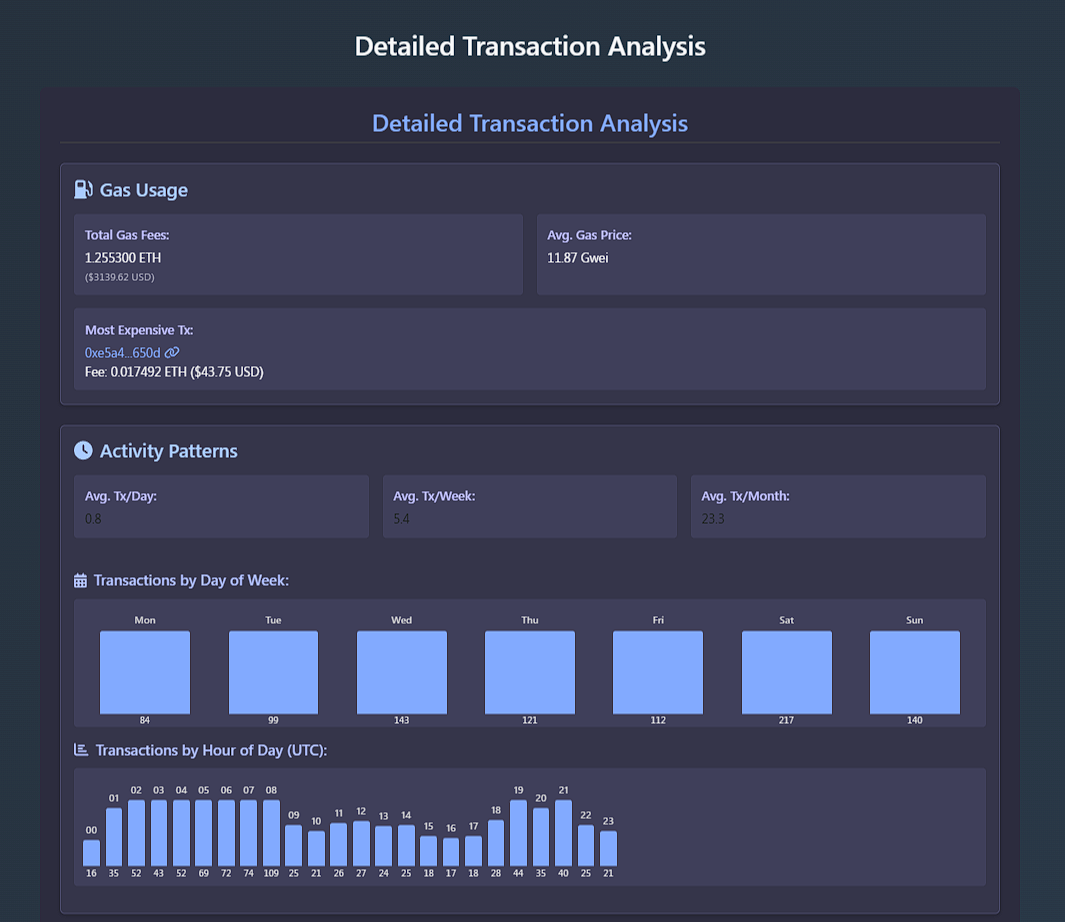 Detailed Transaction Analysis
Detailed Transaction Analysis
Gas Usage
Total Gas Fees:
1.255300 ETH
($3139.62 USD)
Avg. Gas Price:
11.87 Gwei
Most Expensive Tx:
0xe5a4...650d
Fee: 0.017492 ETH ($43.75 USD)
Activity Patterns
Avg. Tx/Day:
0.8
Avg. Tx/Week:
5.4
Avg. Tx/Month:
23.3
Transactions by Day of Week:
Mon Tue Wed Thu Fri Sat Sun
84 99 143 121 112 217 140
Transactions by Hour of Day (UTC):
00 01 02 03 04 05 06 07 08 09 10 11 12 13 14 15 16 17 18 19 20 21 22 23
16 35 52 43 52 69 72 74 109 25 21 26 27 24 25 18 17 18 28 44 35 40 25 21